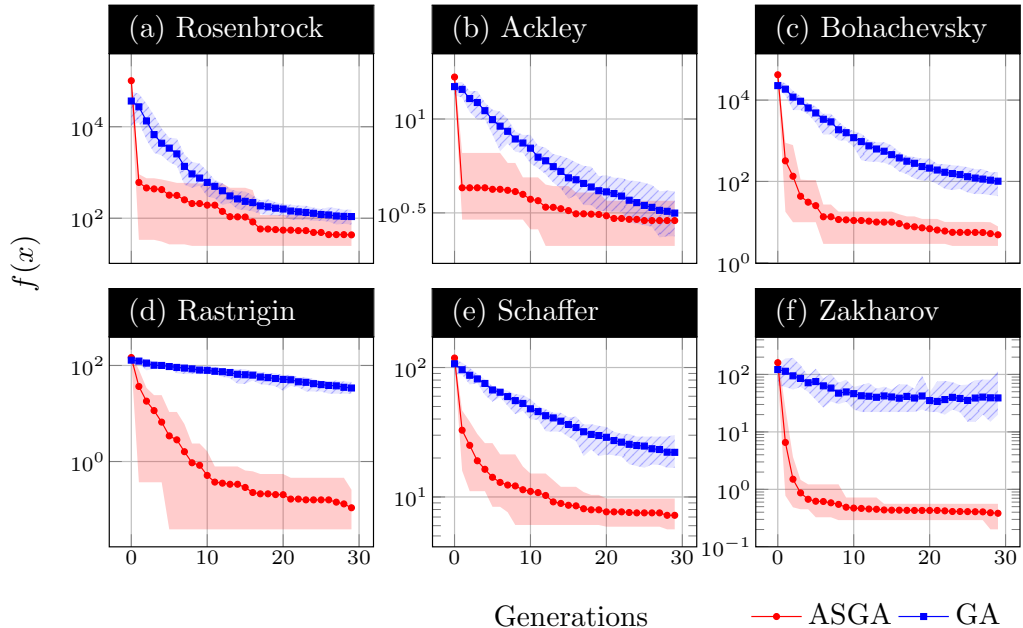 (a) Rosenbrock
(b) Ackley
(c) Bohachevsky
10^4
10^2
10^1
10^0.5
10^4
10^2
10^0
f(x)
(d) Rastrigin
(e) Schaffer
(f) Zakharov
10^2
10^0
10^2
10^1
10^2
10^1
10^0
10^−1
0 10 20 30
0 10 20 30
0 10 20 30
Generations
ASGA GA